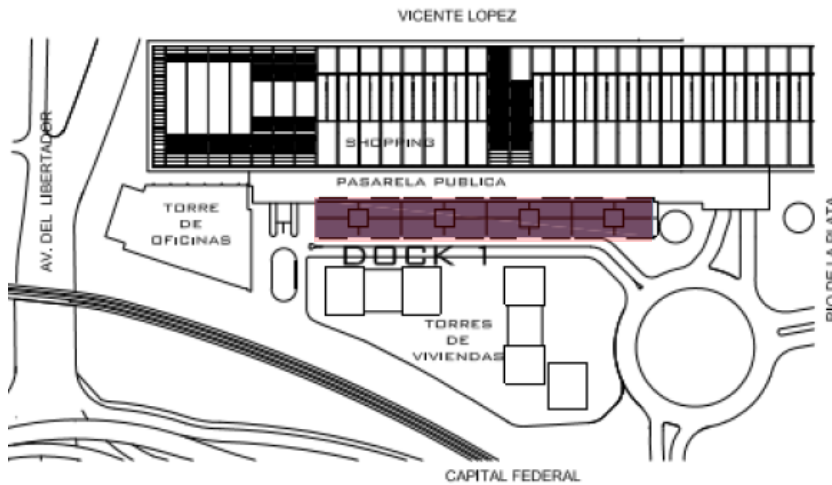 VICENTE LOPEZ
AV. DEL LIBERTADOR
SHOPPING
PASARELA PUBLICA
TORRE
DE
OFICINAS
DOCK 1
TORRES
DE
VIVIENDAS
RIO DE LA PLATA
CAPITAL FEDERAL